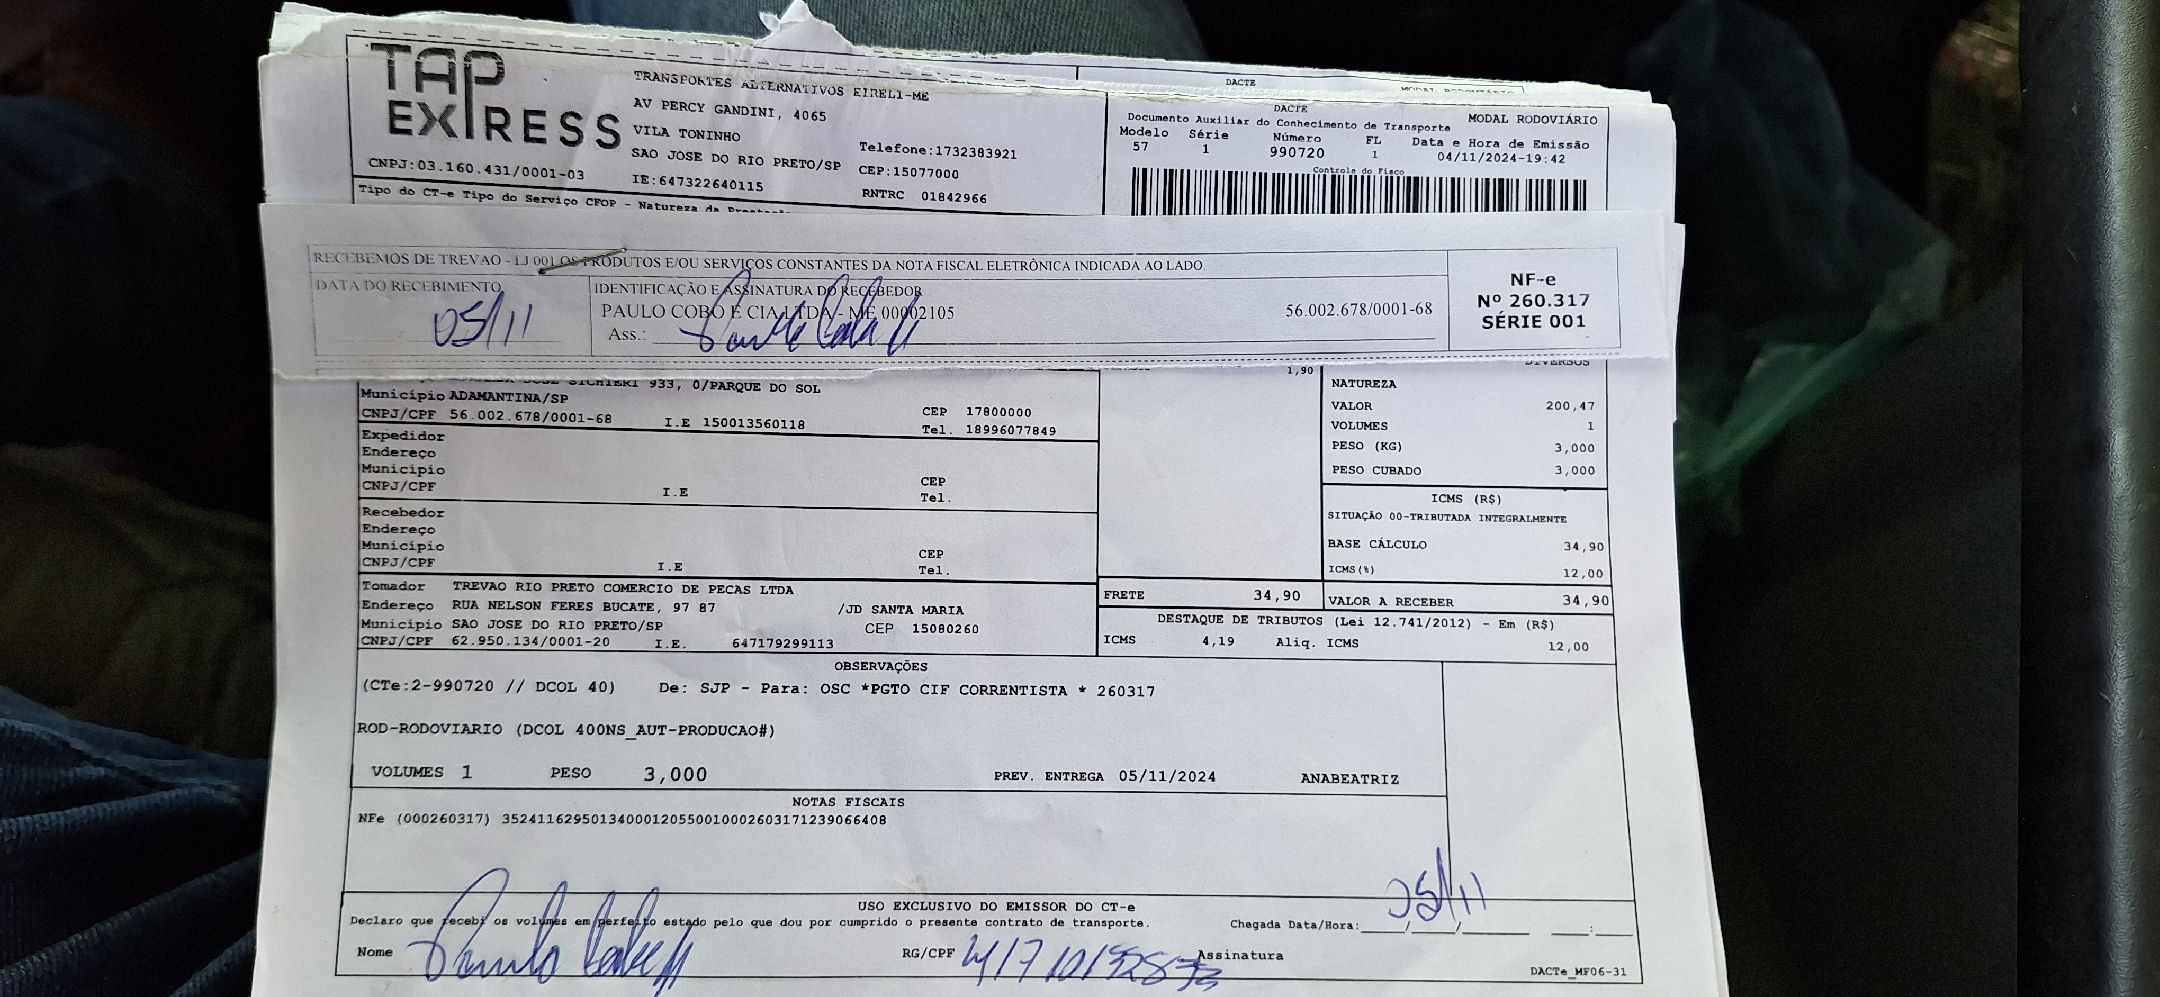 TAP EXPRESS
TRANSPORTES ALTERNATIVOS EIRELI-ME
AV PERCY GANDINI, 4065
VILA TONINHO
SAO JOSE DO RIO PRETO/SP
IE:647322640115
Telefone:1732383921
CEP:15077000
RNTRC 01842966
CNPJ:03.160.431/0001-03
Tipo do CT-e Tipo do Serviço CFOP - Natureza da
DACTE
MODAL RODOVIÁRIO
DACTE
Documento Auxiliar do Conhecimento de Transporte MODAL RODOVIÁRIO
Modelo Série Número FL Data e Hora de Emissão
57 1 990720 1 04/11/2024-19:42
Controle do Fisco
RECEBEMOS DE TREVAO - LJ 001 OS PRODUTOS E/OU SERVIÇOS CONSTANTES DA NOTA FISCAL ELETRÔNICA INDICADA AO LADO.
DATA DO RECEBIMENTO
05/11
IDENTIFICAÇÃO E ASSINATURA DO RECEBEDOR
PAULO COBO E CIA LTDA - ME 00002105 56.002.678/0001-68
Ass.:
NF-e
Nº 260.317
SÉRIE 001
933, 0/PARQUE DO SOL
Município ADAMANTINA/SP
CNPJ/CPF 56.002.678/0001-68 I.E 150013560118
CEP 17800000
Tel. 18996077849
Expedidor
Endereço
Município CEP
CNPJ/CPF I.E Tel.
Recebedor
Endereço
Município CEP
CNPJ/CPF I.E Tel.
Tomador TREVAO RIO PRETO COMERCIO DE PECAS LTDA
Endereço RUA NELSON FERES BUCATE, 97 87 /JD SANTA MARIA
Município SAO JOSE DO RIO PRETO/SP CEP 15080260
CNPJ/CPF 62.950.134/0001-20 I.E. 647179299113
1,90
DIVERSOS
NATUREZA
VALOR 200,47
VOLUMES 1
PESO (KG) 3,000
PESO CUBADO 3,000
ICMS (R$)
SITUAÇÃO 00-TRIBUTADA INTEGRALMENTE
BASE CÁLCULO 34,90
ICMS(%) 12,00
FRETE 34,90 VALOR A RECEBER 34,90
DESTAQUE DE TRIBUTOS (Lei 12.741/2012) - Em (R$)
ICMS 4,19 Aliq. ICMS 12,00
OBSERVAÇÕES
(CTe:2-990720 // DCOL 40) De: SJP - Para: OSC *PGTO CIF CORRENTISTA * 260317
ROD-RODOVIARIO (DCOL 400NS_AUT-PRODUCAO#)
VOLUMES 1 PESO 3,000 PREV. ENTREGA 05/11/2024 ANABEATRIZ
NOTAS FISCAIS
NFe (000260317) 35241162950134000120550010002603171239066408
USO EXCLUSIVO DO EMISSOR DO CT-e
Declaro que recebi os volumes em perfeito estado pelo que dou por cumprido o presente contrato de transporte.
Chegada Data/Hora: 05/11
Nome RG/CPF Assinatura
DACTe_MF06-31